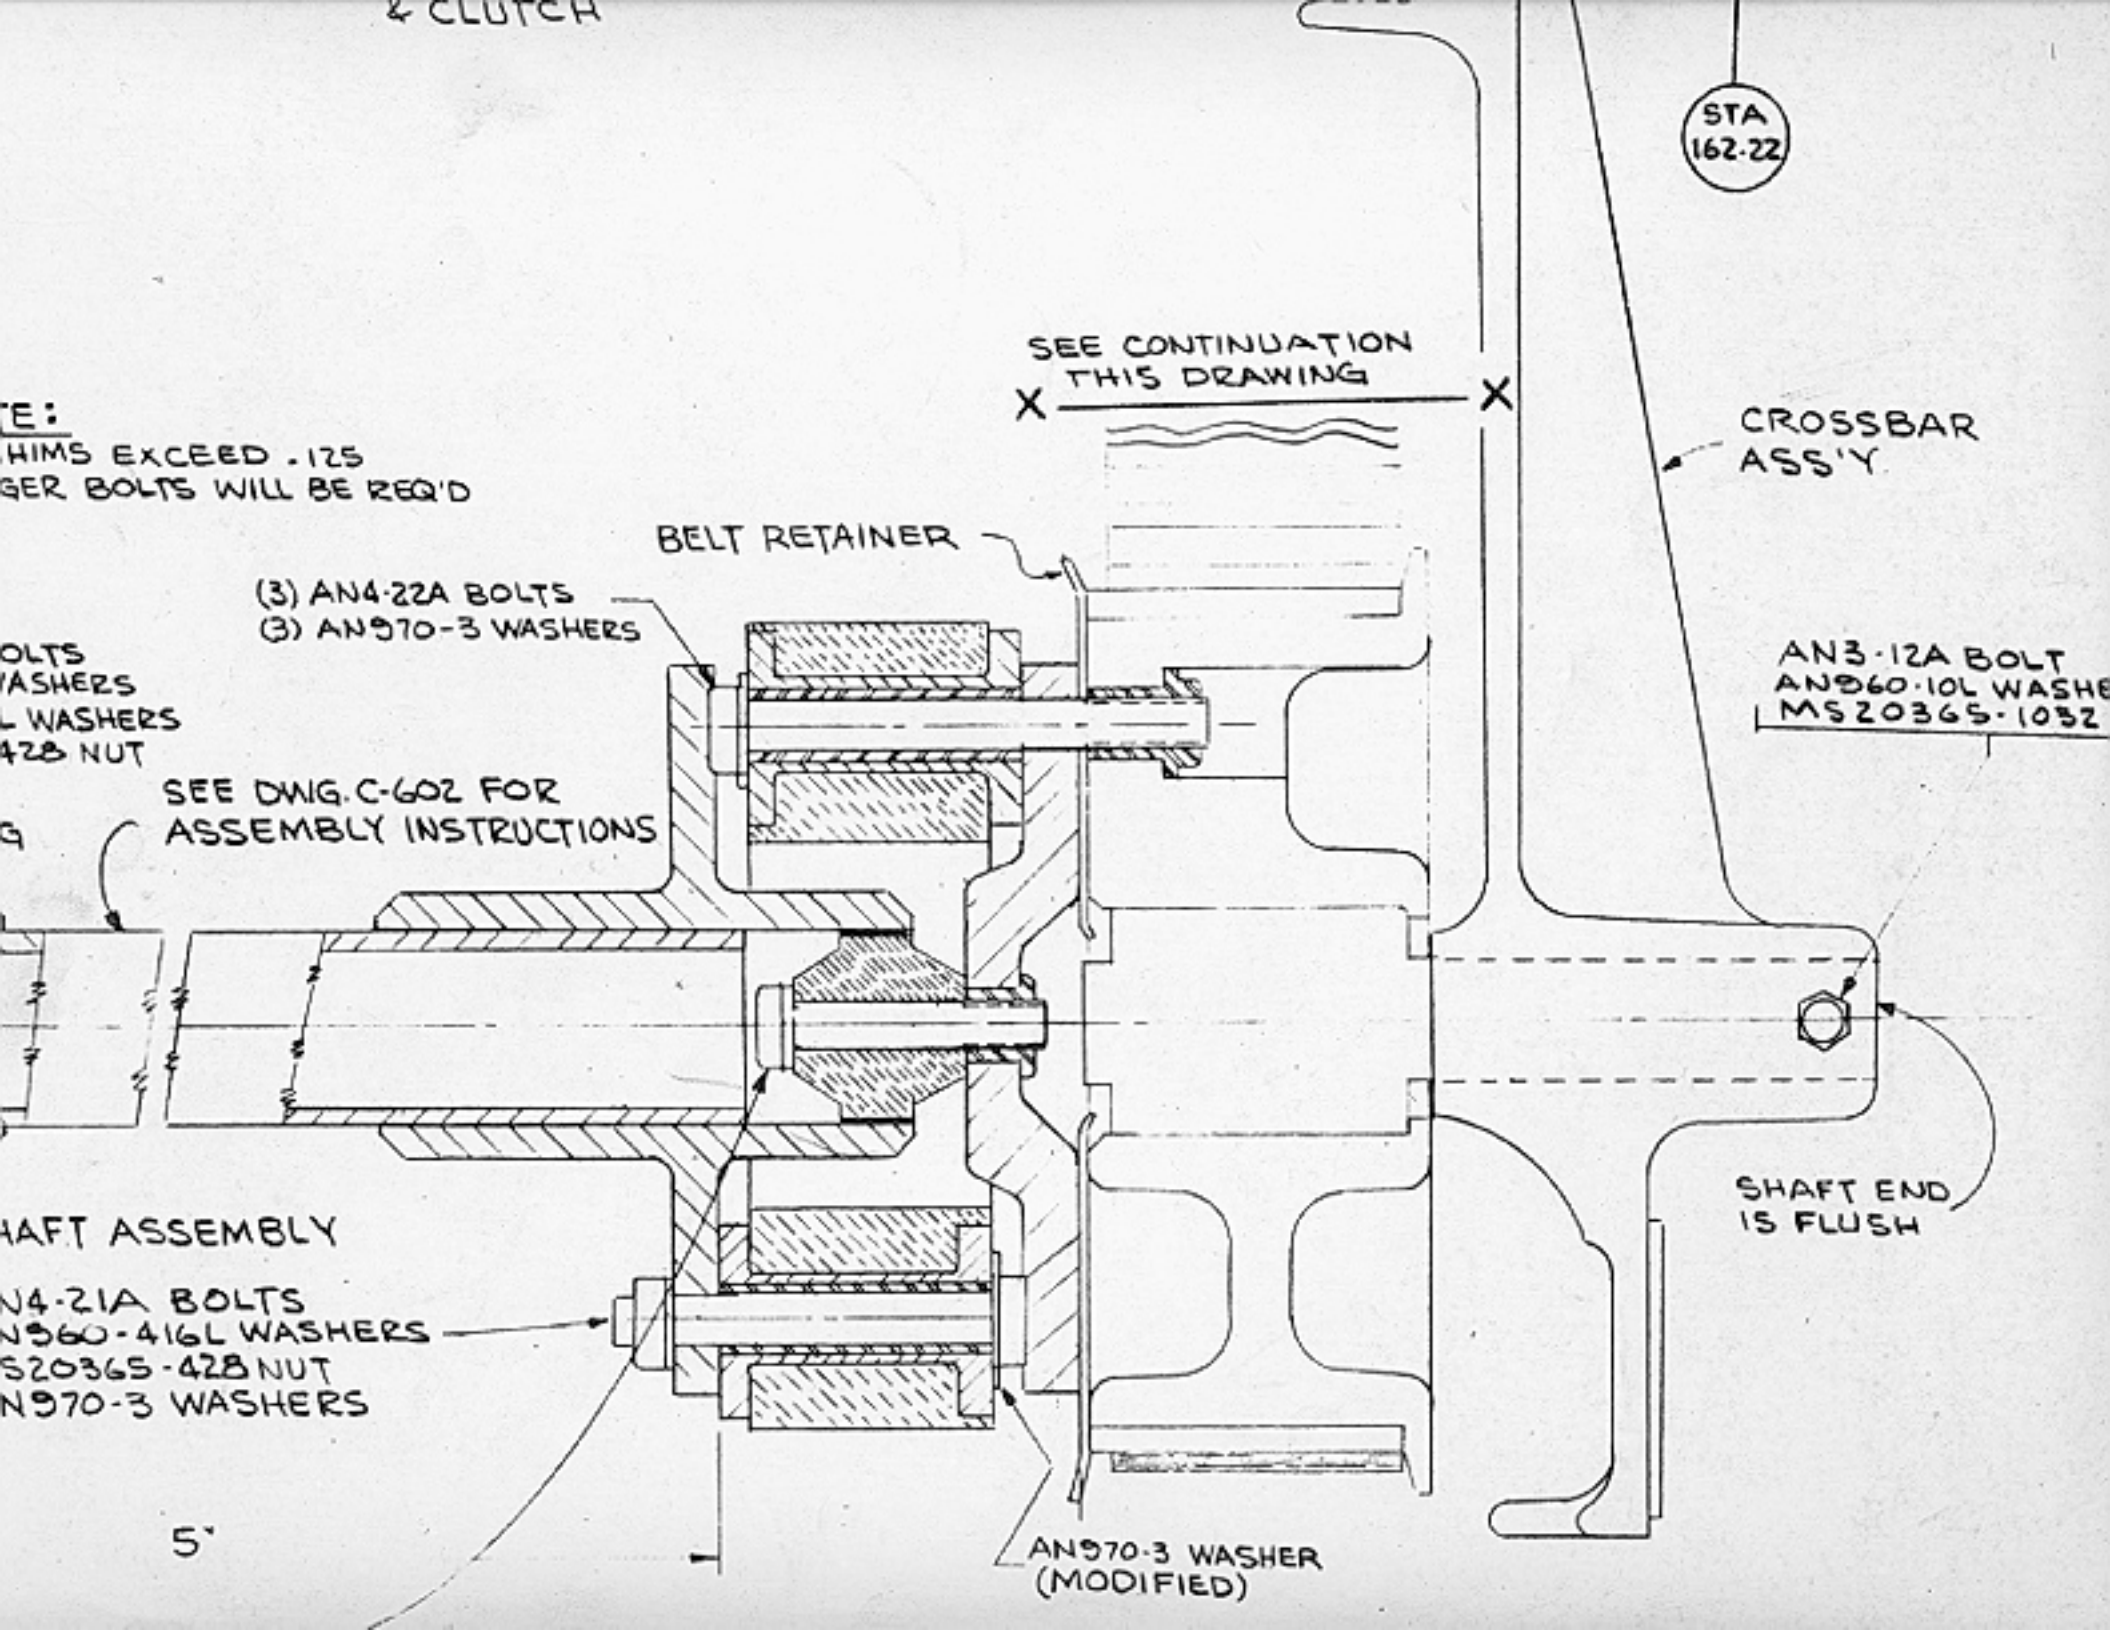 & CLUTCH
STA
162.22
SEE CONTINUATION
THIS DRAWING
X X
TE:
HIMS EXCEED .125
GER BOLTS WILL BE REQ'D
CROSSBAR
ASS'Y.
BELT RETAINER
(3) AN4-22A BOLTS
(3) AN970-3 WASHERS
OLTS
WASHERS
L WASHERS
428 NUT
AN3-12A BOLT
AN960-10L WASHE
MS20365-1032
SEE DWG. C-602 FOR
ASSEMBLY INSTRUCTIONS
G
SHAFT END
IS FLUSH
HAFT ASSEMBLY
N4-21A BOLTS
N960-416L WASHERS
S20365-428 NUT
N970-3 WASHERS
5"
AN970-3 WASHER
(MODIFIED)